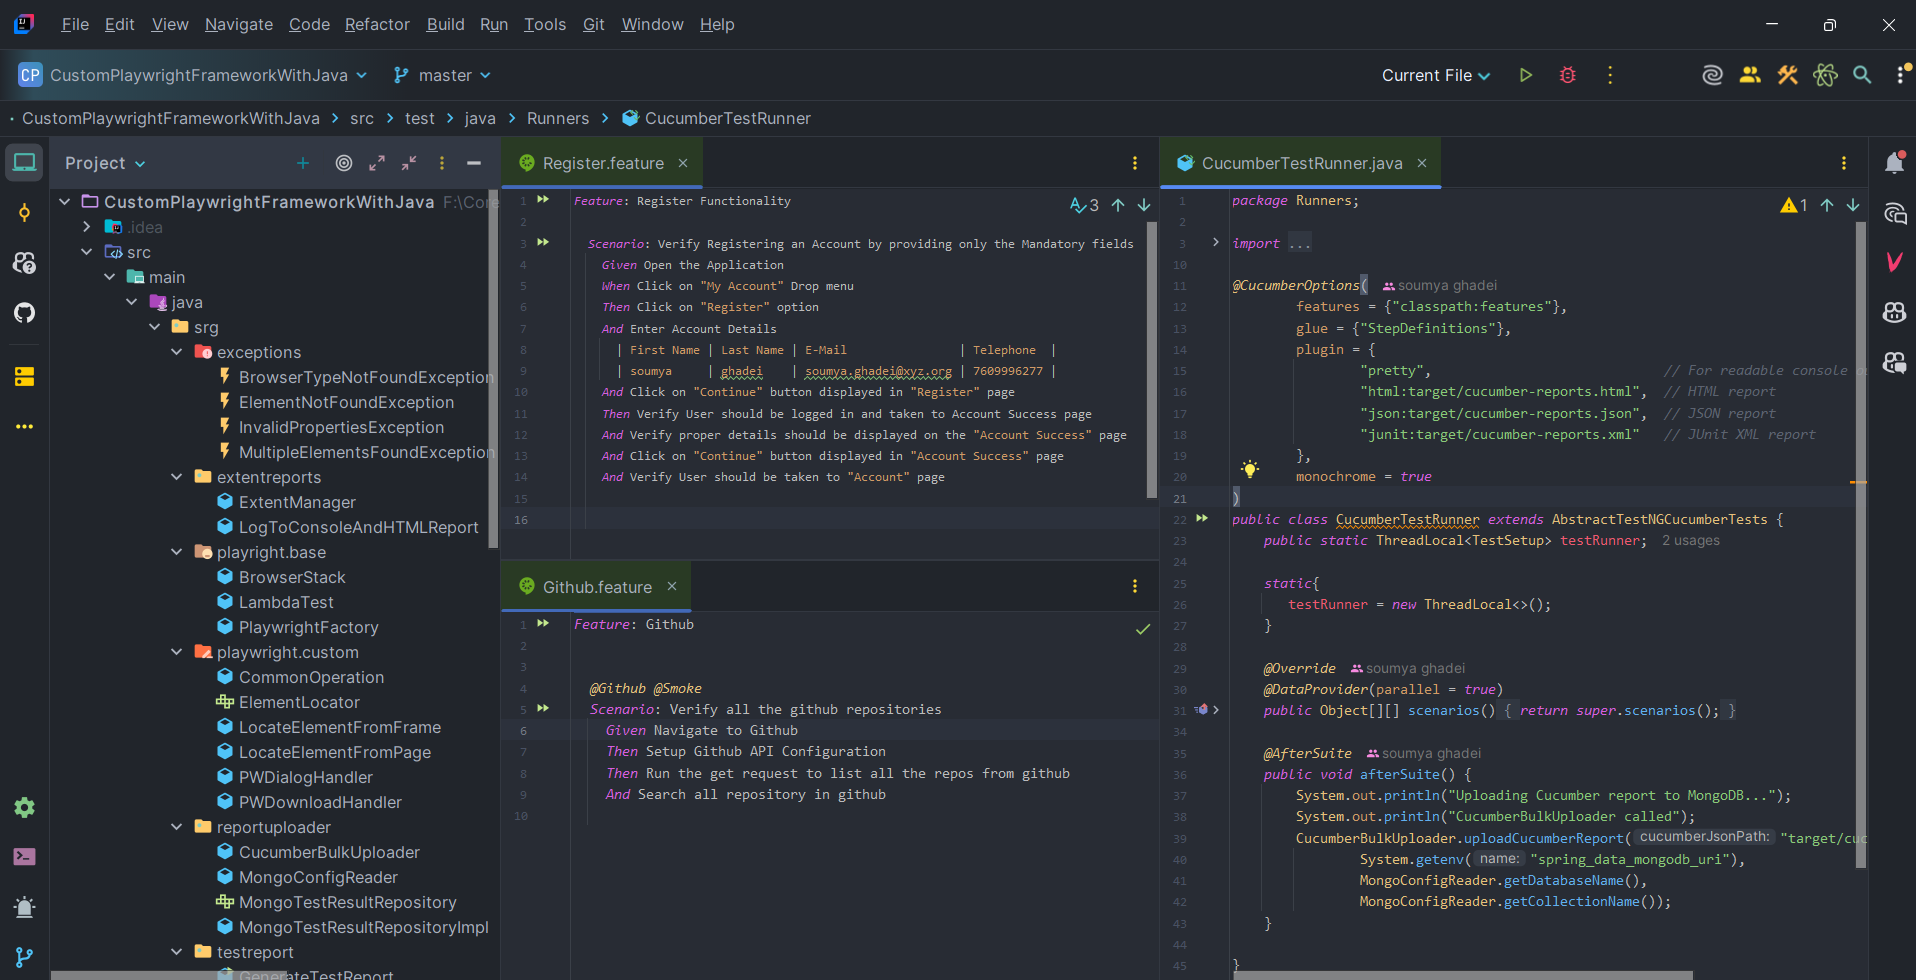 File Edit View Navigate Code Refactor Build Run Tools Git Window Help
CP CustomPlaywrightFrameworkWithJava master Current File
CustomPlaywrightFrameworkWithJava > src > test > java > Runners > CucumberTestRunner
Project
CustomPlaywrightFrameworkWithJava F:\Core
.idea
src
main
java
srg
exceptions
BrowserTypeNotFoundException
ElementNotFoundException
InvalidPropertiesException
MultipleElementsFoundException
extentreports
ExtentManager
LogToConsoleAndHTMLReport
playright.base
BrowserStack
LambdaTest
PlaywrightFactory
playwright.custom
CommonOperation
ElementLocator
LocateElementFromFrame
LocateElementFromPage
PWDialogHandler
PWDownloadHandler
reportuploader
CucumberBulkUploader
MongoConfigReader
MongoTestResultRepository
MongoTestResultRepositoryImpl
testreport
GenerateTestReport
Register.feature
3
1 Feature: Register Functionality
2
3 Scenario: Verify Registering an Account by providing only the Mandatory fields
4 Given Open the Application
5 When Click on "My Account" Drop menu
6 Then Click on "Register" option
7 And Enter Account Details
8 | First Name | Last Name | E-Mail | Telephone |
9 | soumya | ghadei | soumya.ghadei@xyz.org | 7609996277 |
10 And Click on "Continue" button displayed in "Register" page
11 Then Verify User should be logged in and taken to Account Success page
12 And Verify proper details should be displayed on the "Account Success" page
13 And Click on "Continue" button displayed in "Account Success" page
14 And Verify User should be taken to "Account" page
15
16
Github.feature
1 Feature: Github
2
3
4 @Github @Smoke
5 Scenario: Verify all the github repositories
6 Given Navigate to Github
7 Then Setup Github API Configuration
8 Then Run the get request to list all the repos from github
9 And Search all repository in github
10
CucumberTestRunner.java
1
1 package Runners;
2
3 import ...
10
11 @CucumberOptions( soumya ghadei
12 features = {"classpath:features"},
13 glue = {"StepDefinitions"},
14 plugin = {
15 "pretty", // For readable console
16 "html:target/cucumber-reports.html", // HTML report
17 "json:target/cucumber-reports.json", // JSON report
18 "junit:target/cucumber-reports.xml" // JUnit XML report
19 },
20 monochrome = true
21 )
22 public class CucumberTestRunner extends AbstractTestNGCucumberTests {
23 public static ThreadLocal<TestSetup> testRunner; 2 usages
24
25 static{
26 testRunner = new ThreadLocal<>();
27 }
28
29 @Override soumya ghadei
30 @DataProvider(parallel = true)
31 public Object[][] scenarios() { return super.scenarios(); }
34
35 @AfterSuite soumya ghadei
36 public void afterSuite() {
37 System.out.println("Uploading Cucumber report to MongoDB...");
38 System.out.println("CucumberBulkUploader called");
39 CucumberBulkUploader.uploadCucumberReport( cucumberJsonPath: "target/cuc
40 System.getenv( name: "spring_data_mongodb_uri"),
41 MongoConfigReader.getDatabaseName(),
42 MongoConfigReader.getCollectionName());
43 }
44
45 }